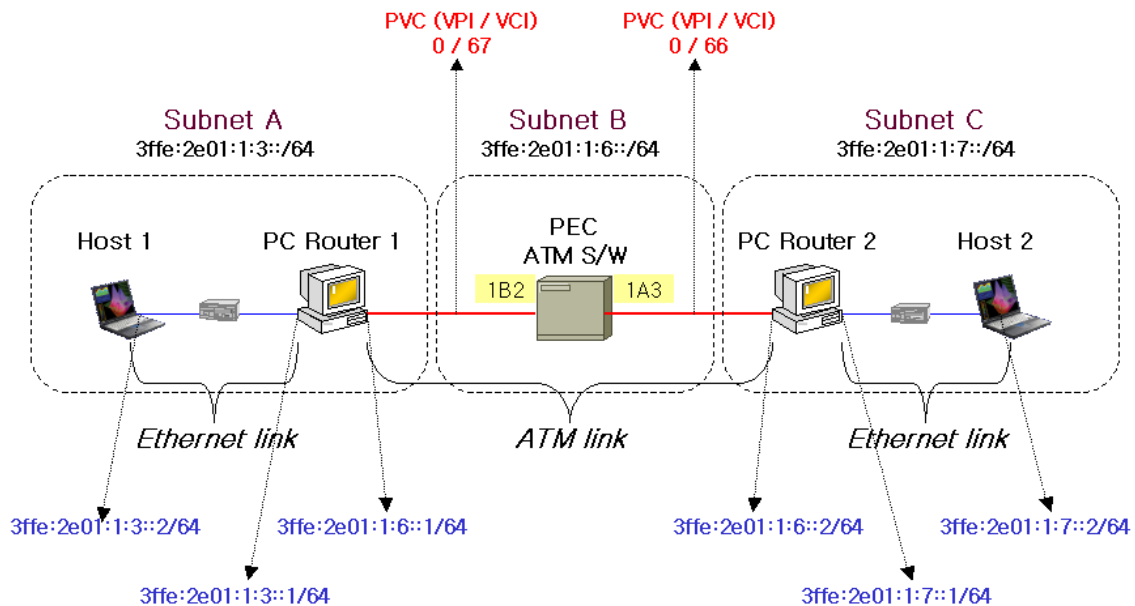 PVC (VPI / VCI)
0 / 67
PVC (VPI / VCI)
0 / 66
Subnet A
3ffe:2e01:1:3::/64
Subnet B
3ffe:2e01:1:6::/64
Subnet C
3ffe:2e01:1:7::/64
Host 1
PC Router 1
PEC
ATM S/W
PC Router 2
Host 2
1B2
1A3
Ethernet link
ATM link
Ethernet link
3ffe:2e01:1:3::2/64
3ffe:2e01:1:6::1/64
3ffe:2e01:1:6::2/64
3ffe:2e01:1:7::2/64
3ffe:2e01:1:3::1/64
3ffe:2e01:1:7::1/64